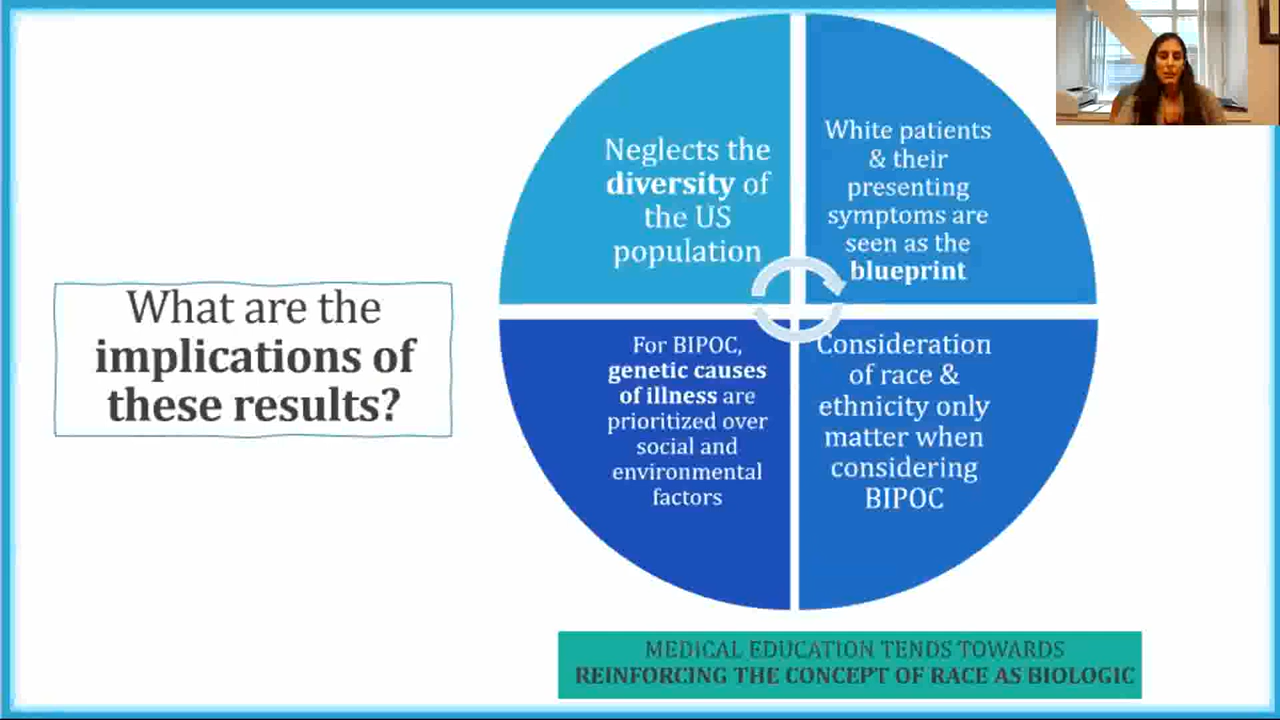 What are the
implications of
these results?
Neglects the
diversity of
the US
population
White patients
& their
presenting
symptoms are
seen as the
blueprint
For BIPOC,
genetic causes
of illness are
prioritized over
social and
environmental
factors
Consideration
of race &
ethnicity only
matter when
considering
BIPOC
MEDICAL EDUCATION TENDS TOWARDS
REINFORCING THE CONCEPT OF RACE AS BIOLOGIC